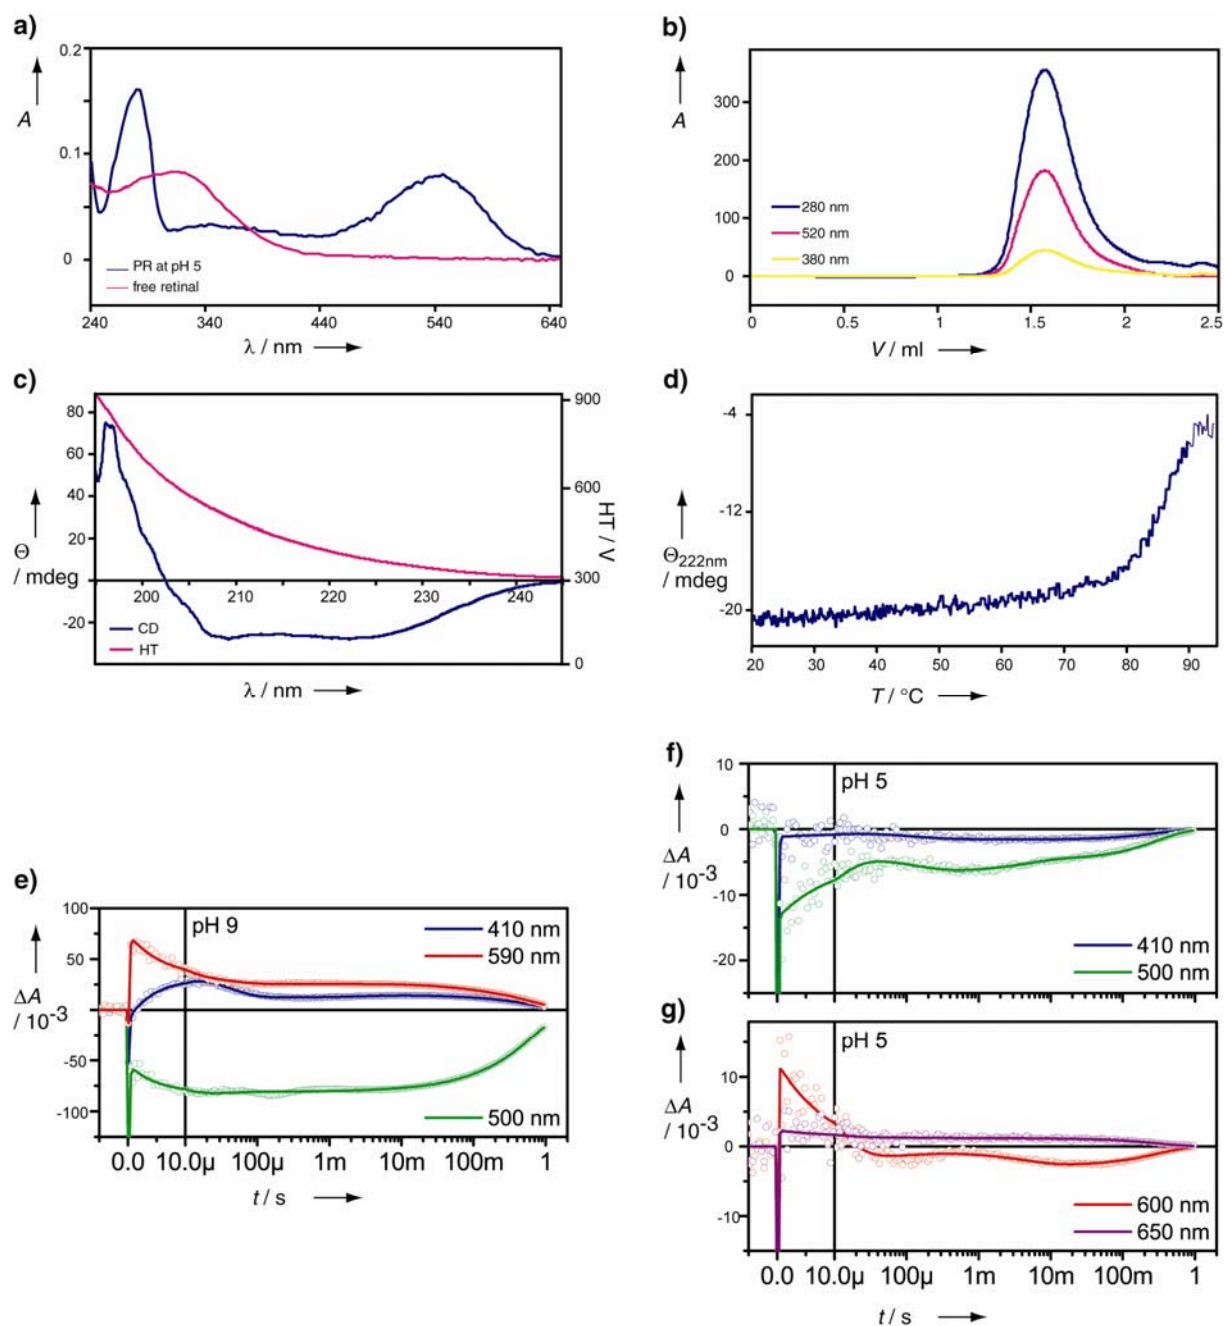 a)
0.2
A
0.1
0
PR at pH 5
free retinal
240 340 440 540 640
λ / nm
b)
A
300
200
100
0
280 nm
520 nm
380 nm
0 0.5 1 1.5 2 2.5
V / ml
c)
80
60
40
20
-20
Θ
/ mdeg
900
600
300
0
HT / V
200 210 220 230 240
CD
HT
λ / nm
d)
-4
-12
-20
Θ222nm
/ mdeg
20 30 40 50 60 70 80 90
T / °C
e)
100
50
0
-50
-100
ΔA
/ 10-3
pH 9
410 nm
590 nm
500 nm
0.0 10.0µ 100µ 1m 10m 100m 1
t / s
f)
10
0
-10
-20
ΔA
/ 10-3
pH 5
410 nm
500 nm
g)
10
0
-10
ΔA
/ 10-3
pH 5
600 nm
650 nm
0.0 10.0µ 100µ 1m 10m 100m 1
t / s